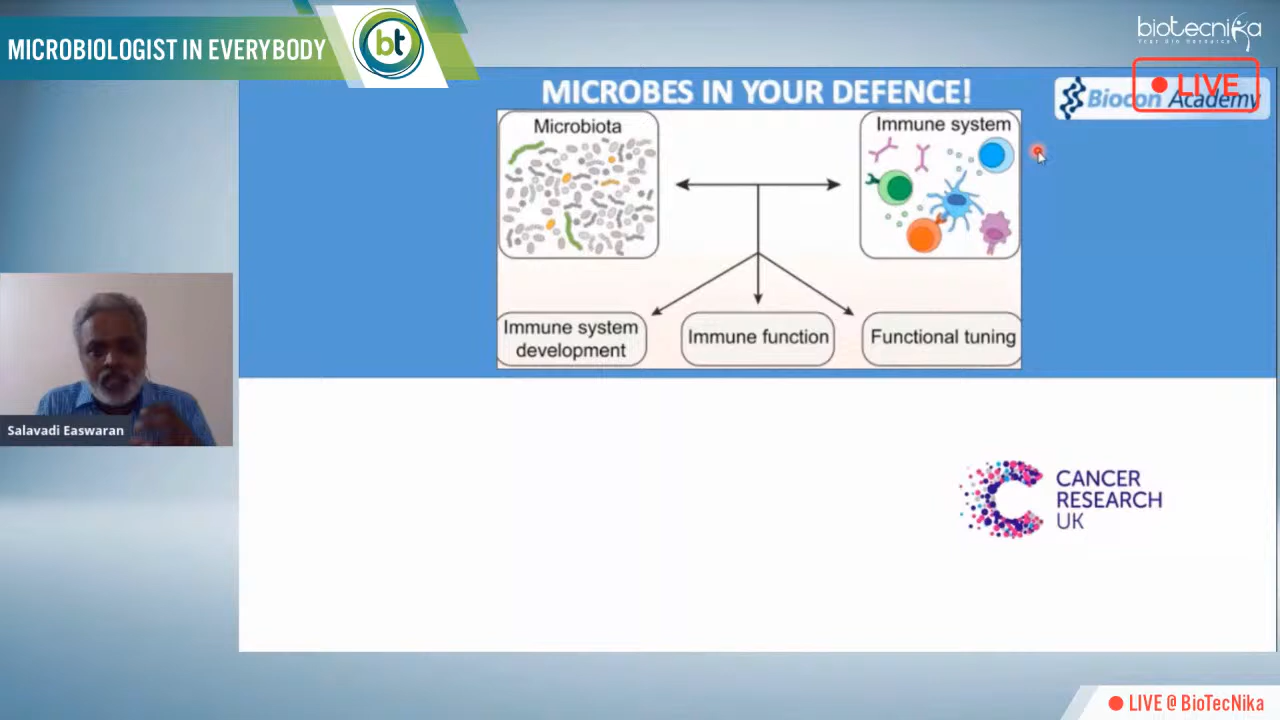 MICROBIOLOGIST IN EVERYBODY
bt
biotecnika
LIVE
MICROBES IN YOUR DEFENCE!
Biocon Academy
Microbiota
Immune system
Immune system
development
Immune function
Functional tuning
Salavadi Easwaran
CANCER
RESEARCH
UK
LIVE @ BioTecNika